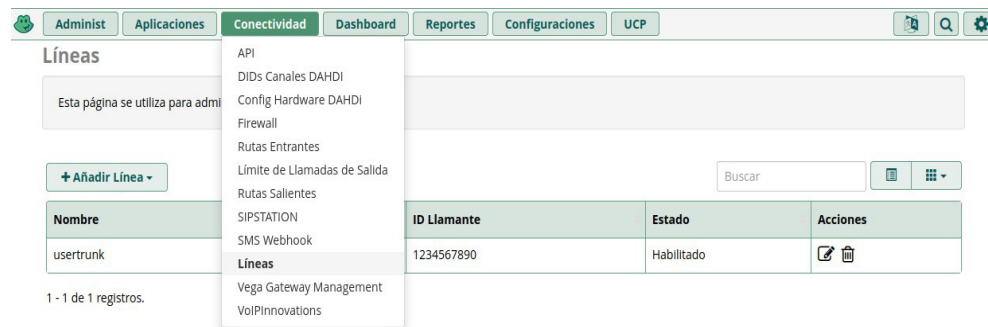 Administ Aplicaciones Conectividad Dashboard Reportes Configuraciones UCP
Líneas
Esta página se utiliza para admi
API
DIDs Canales DAHDI
Config Hardware DAHDi
Firewall
Rutas Entrantes
Límite de Llamadas de Salida
Rutas Salientes
SIPSTATION
SMS Webhook
Líneas
Vega Gateway Management
VoIPInnovations
+ Añadir Línea
Buscar
Nombre ID Llamante Estado Acciones
usertrunk 1234567890 Habilitado
1 - 1 de 1 registros.